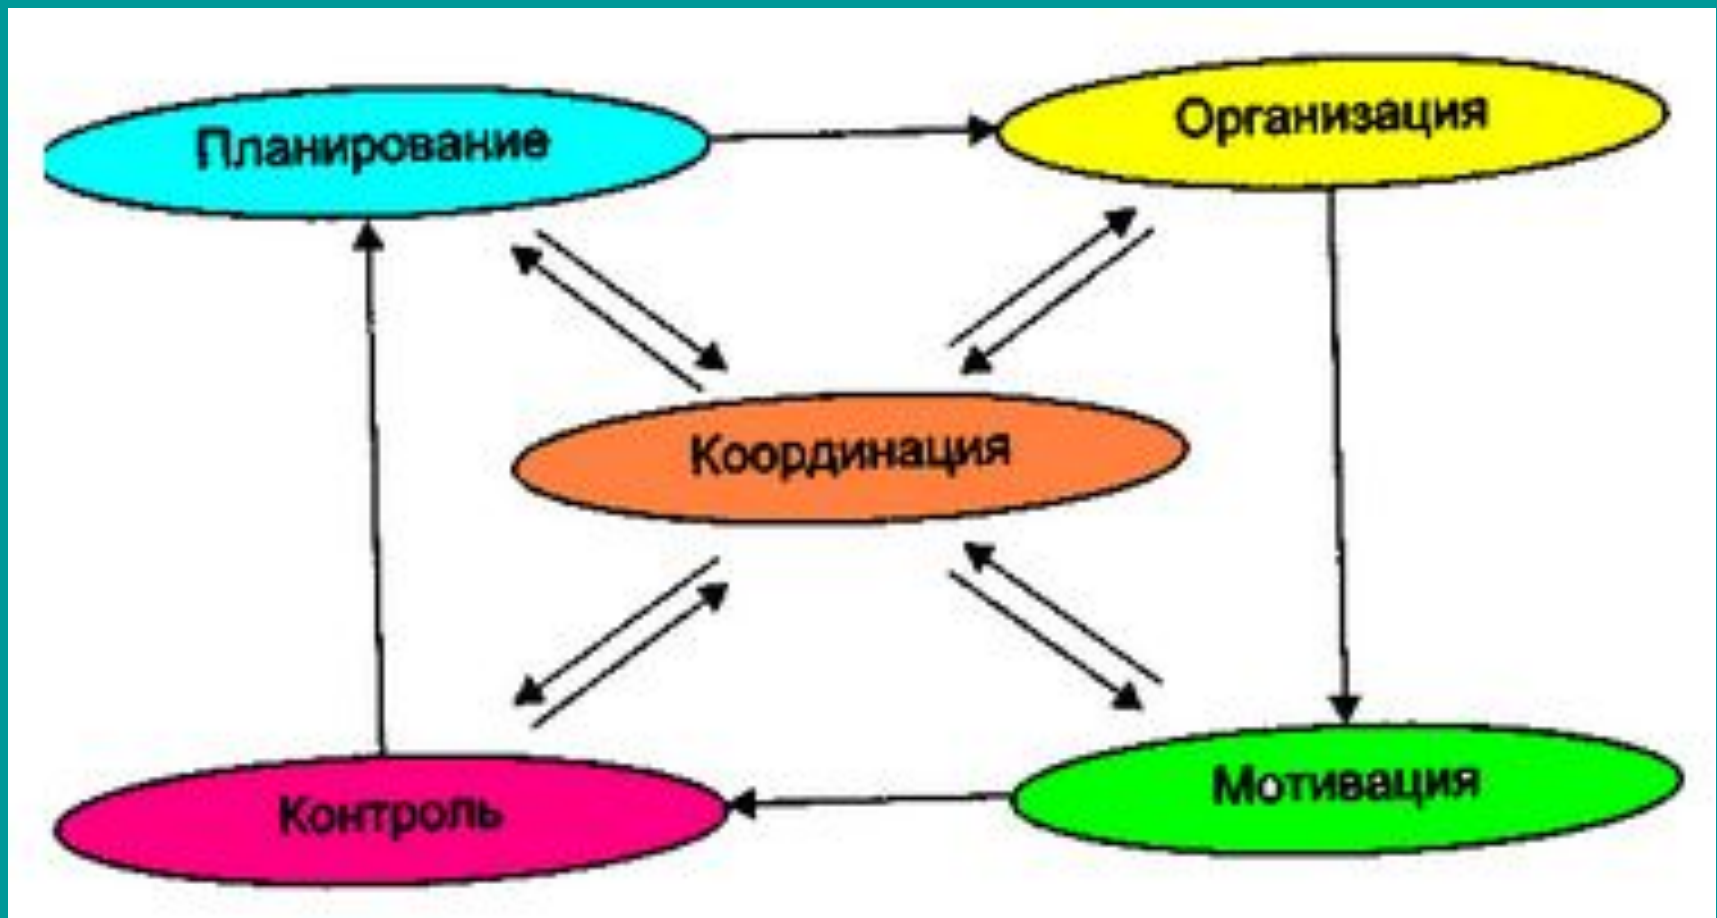 Планирование
Организация
Координация
Контроль
Мотивация